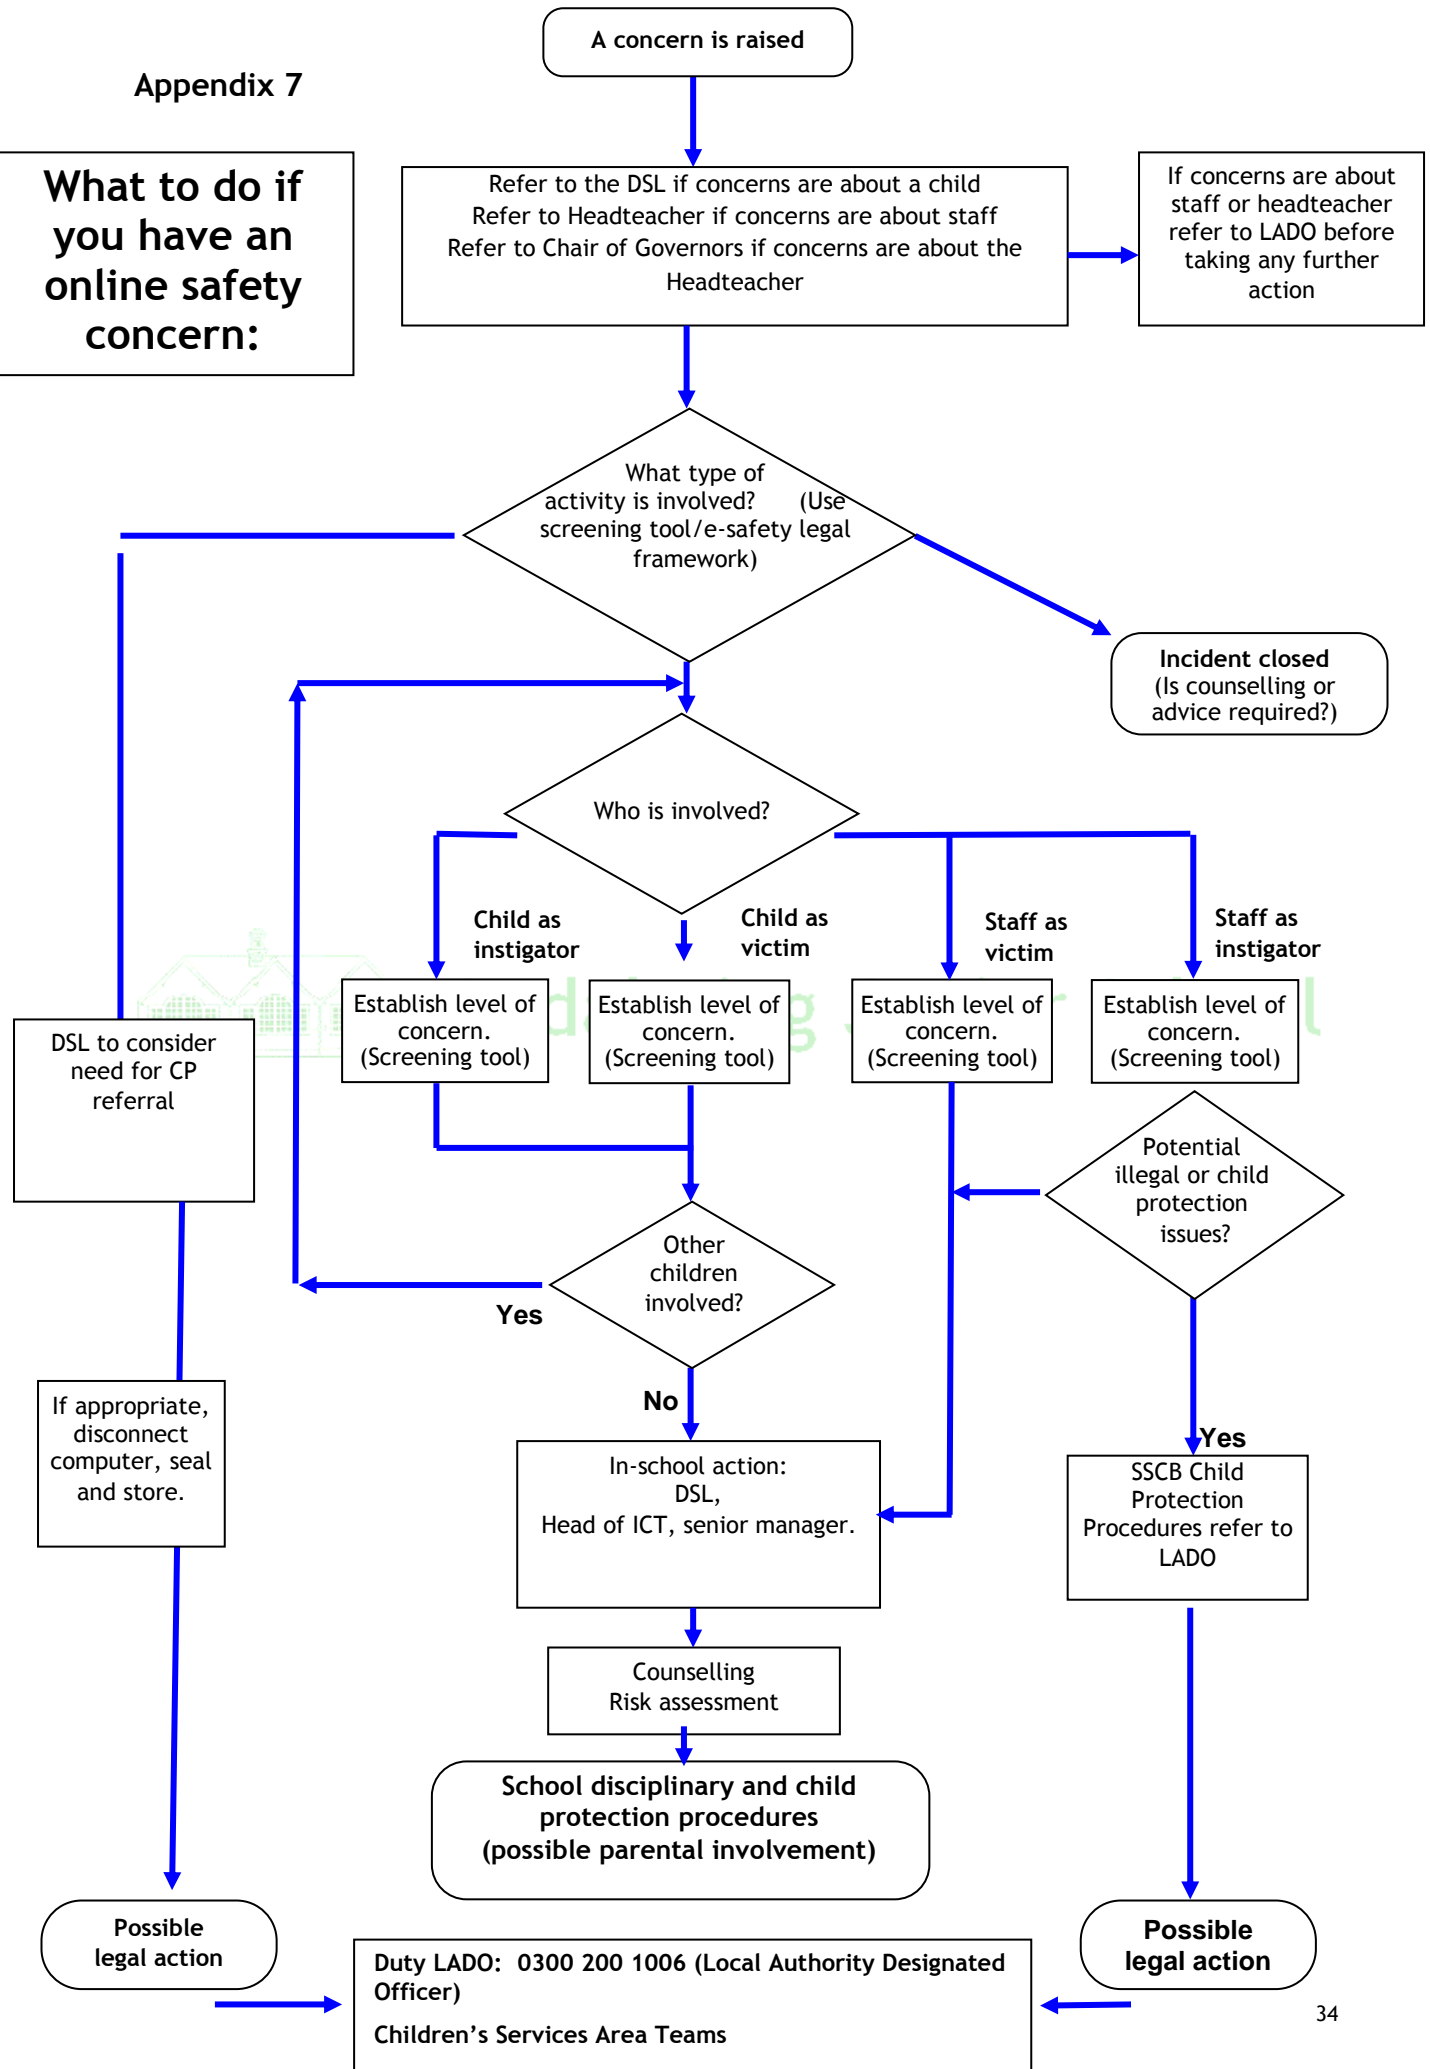 A concern is raised
Appendix 7
What to do if
you have an
online safety
concern:
Refer to the DSL if concerns are about a child
Refer to Headteacher if concerns are about staff
Refer to Chair of Governors if concerns are about the
Headteacher
If concerns are about
staff or headteacher
refer to LADO before
taking any further
action
What type of
activity is involved? (Use
screening tool/e-safety legal
framework)
Incident closed
(Is counselling or
advice required?)
Who is involved?
Child as
instigator
Child as
victim
Staff as
victim
Staff as
instigator
Establish level of
concern.
(Screening tool)
Establish level of
concern.
(Screening tool)
Establish level of
concern.
(Screening tool)
Establish level of
concern.
(Screening tool)
DSL to consider
need for CP
referral
Potential
illegal or child
protection
issues?
Other
children
involved?
Yes
No
If appropriate,
disconnect
computer, seal
and store.
In-school action:
DSL,
Head of ICT, senior manager.
Yes
SSCB Child
Protection
Procedures refer to
LADO
Counselling
Risk assessment
School disciplinary and child
protection procedures
(possible parental involvement)
Possible
legal action
Possible
legal action
Duty LADO: 0300 200 1006 (Local Authority Designated
Officer)
Children’s Services Area Teams
34